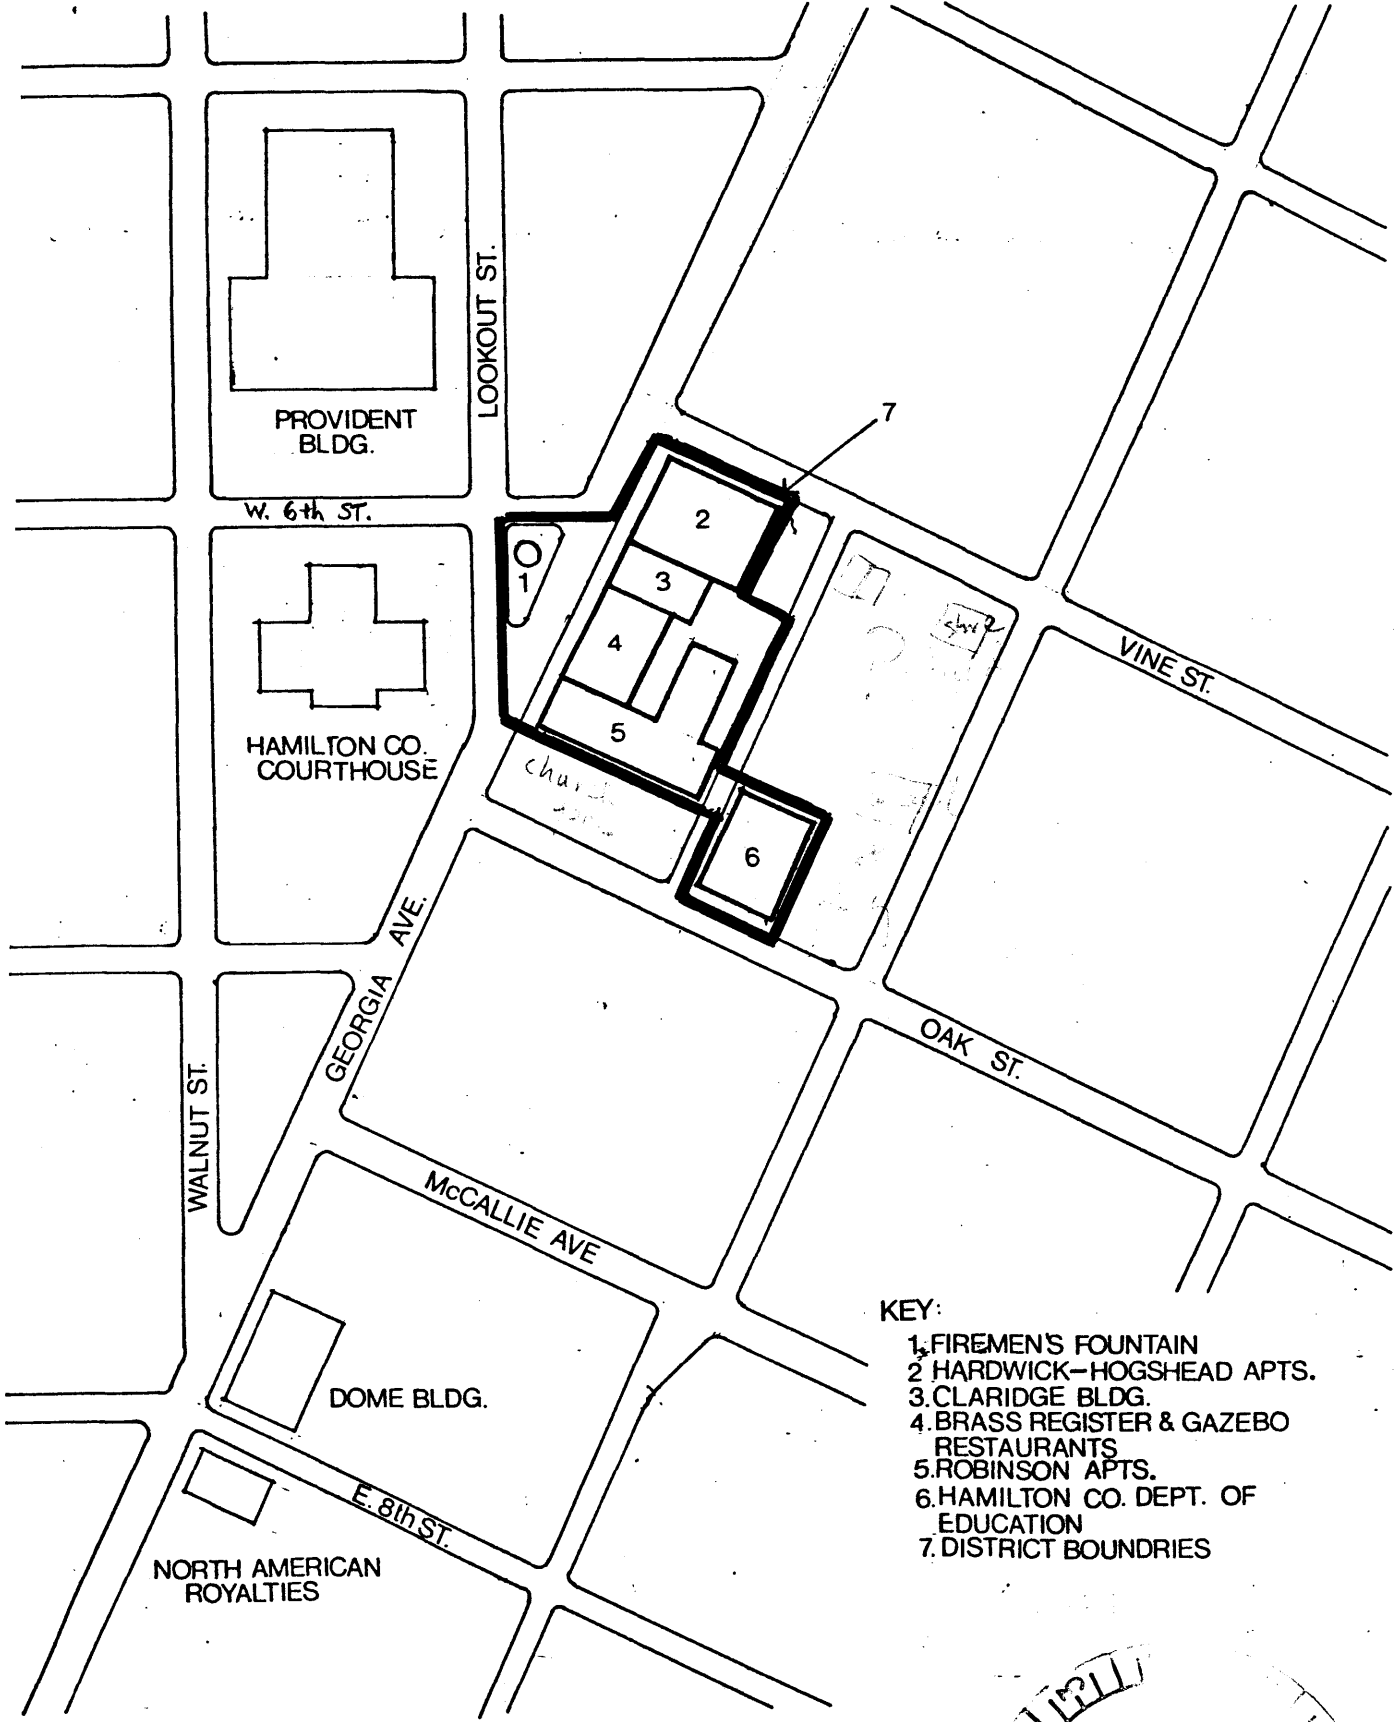 LOOKOUT ST.
7
PROVIDENT
BLDG.
W. 6th ST.
2
1
3
4
VINE ST.
5
HAMILTON CO.
COURTHOUSE
church
6
GEORGIA AVE.
OAK ST.
WALNUT ST.
McCALLIE AVE
KEY:
1. FIREMEN'S FOUNTAIN
2 HARDWICK-HOGSHEAD APTS.
3. CLARIDGE BLDG.
4. BRASS REGISTER & GAZEBO
RESTAURANTS
5. ROBINSON APTS.
6. HAMILTON CO. DEPT. OF
EDUCATION
7. DISTRICT BOUNDRIES
DOME BLDG.
E. 8th ST.
NORTH AMERICAN
ROYALTIES